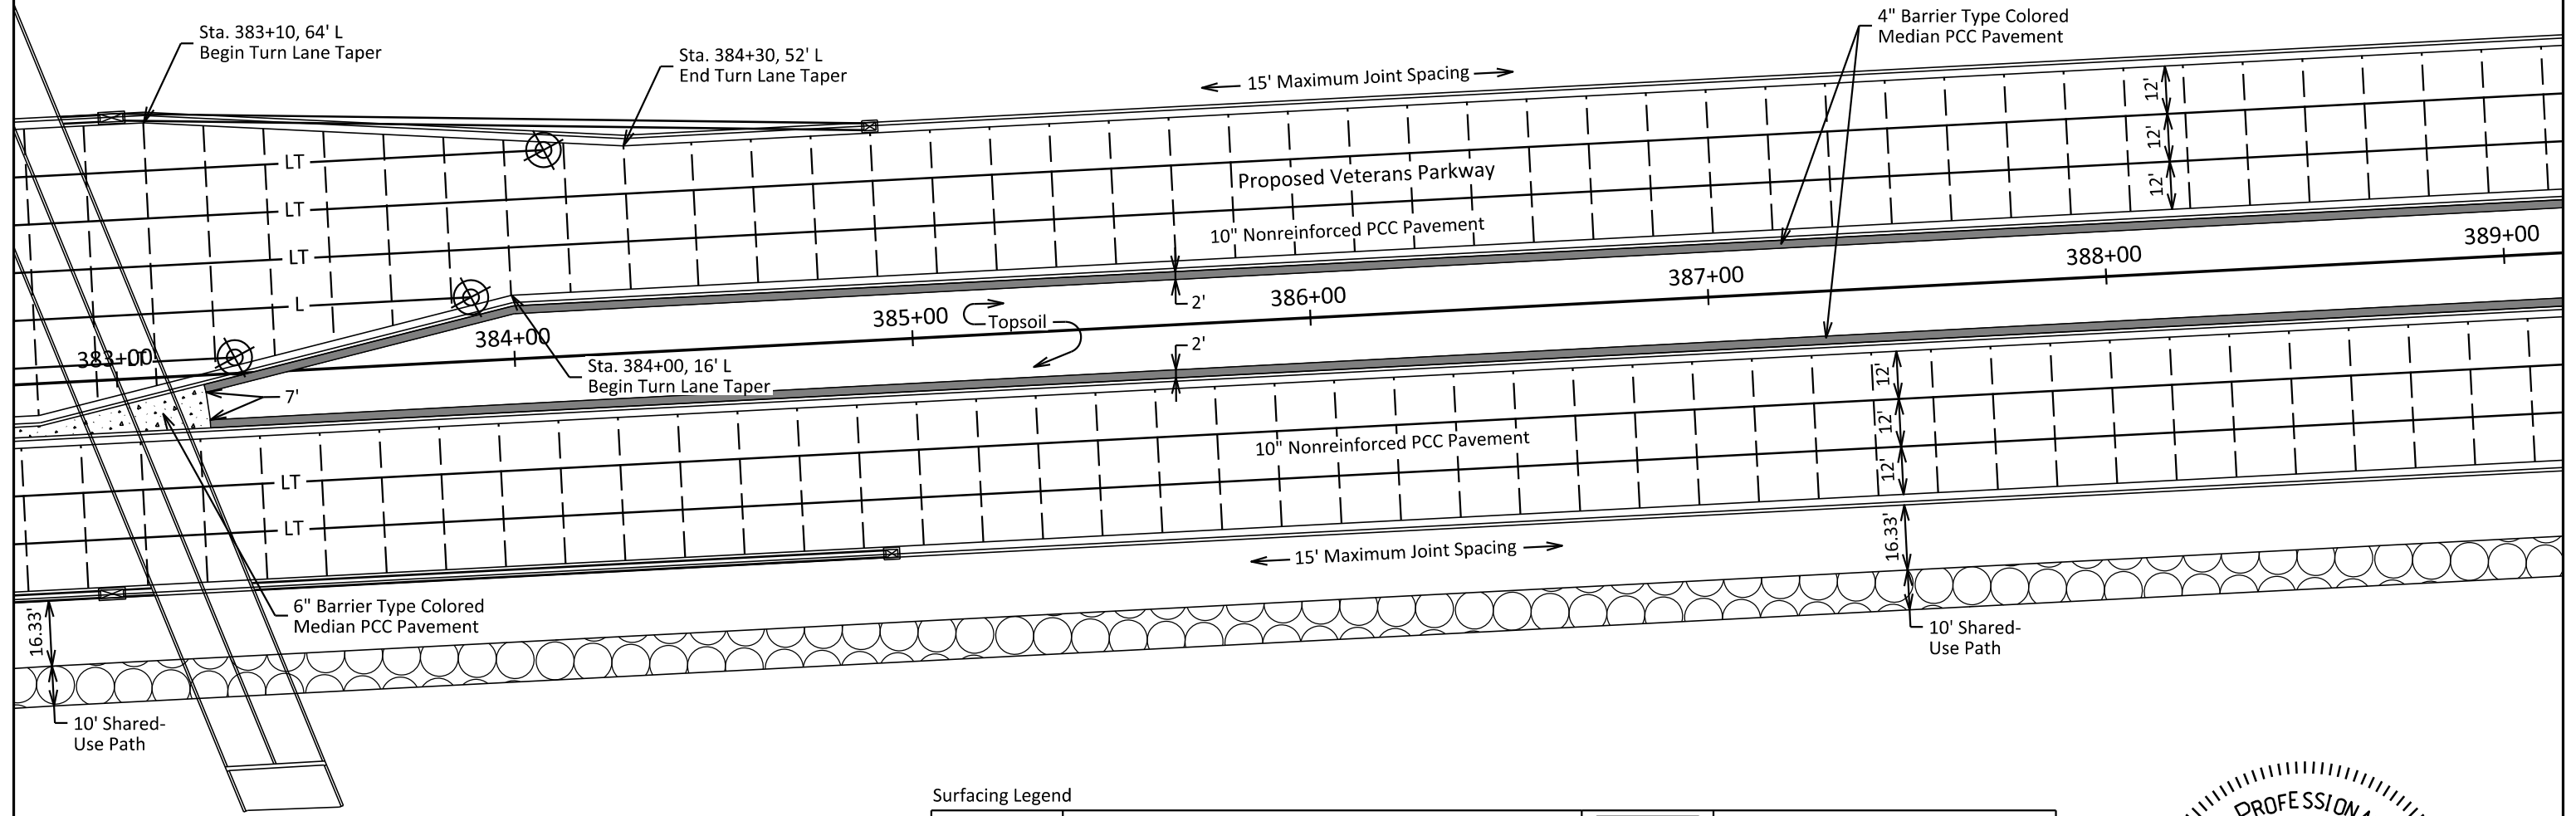 Sta. 383+10, 64' L
Begin Turn Lane Taper
Sta. 384+30, 52' L
End Turn Lane Taper
4" Barrier Type Colored
Median PCC Pavement
15' Maximum Joint Spacing
12'
12'
12'
LT
LT
LT
L
Proposed Veterans Parkway
10" Nonreinforced PCC Pavement
383+00
LT
384+00
385+00
386+00
387+00
388+00
389+00
2'
Topsoil
2'
Sta. 384+00, 16' L
Begin Turn Lane Taper
7'
12'
12'
12'
10" Nonreinforced PCC Pavement
LT
LT
15' Maximum Joint Spacing
16.33'
16.33'
6" Barrier Type Colored
Median PCC Pavement
10' Shared-
Use Path
10' Shared-
Use Path
Surfacing Legend